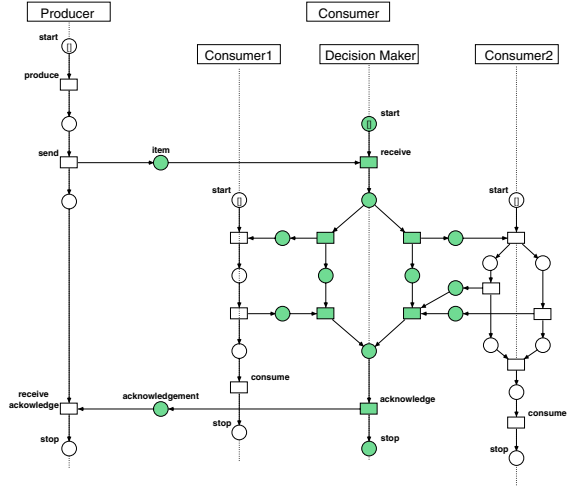 Producer
Consumer
start
[]
Consumer1
Decision Maker
Consumer2
produce
start
[]
send
item
receive
start
[]
start
[]
consume
receive
ackowledge
acknowledgement
acknowledge
consume
stop
stop
stop
stop